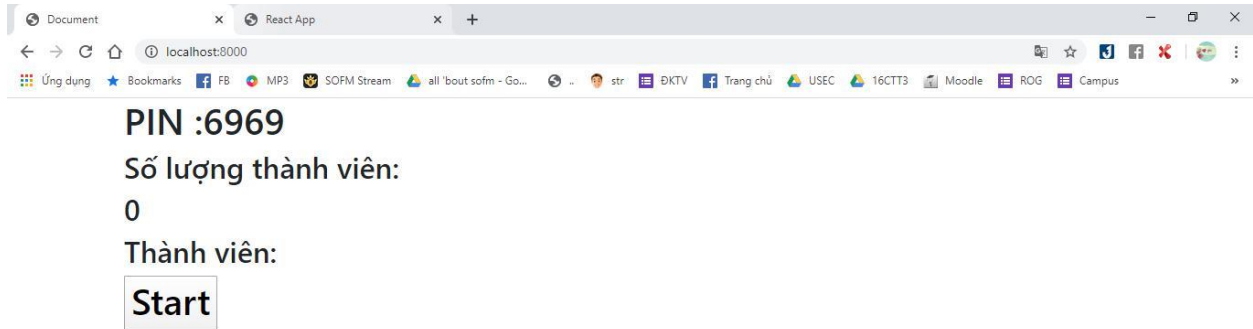 Document React App
localhost:8000
Ứng dụng Bookmarks FB MP3 SOFM Stream all 'bout sofm - Go... .. str ĐKTV Trang chủ USEC 16CTT3 Moodle ROG Campus »
PIN :6969
Số lượng thành viên:
0
Thành viên:
Start